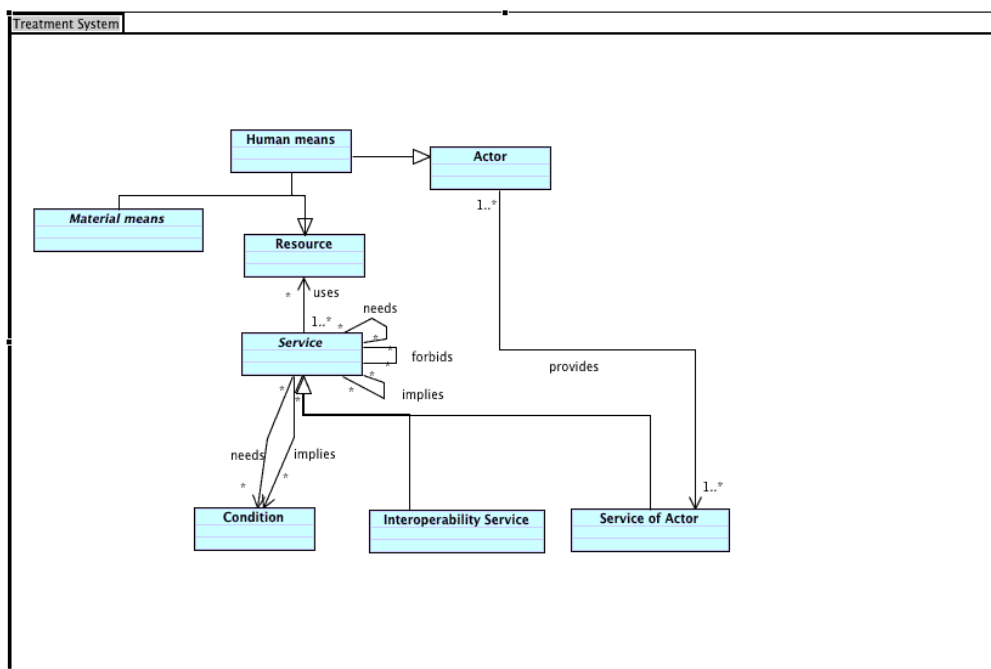 Treatment System
Human means
Actor
1..*
Material means
Resource
* uses
needs
1..* *
Service *
* forbids
*
*
* implies
provides
* *
needs implies
* *
1..*
Condition
Interoperability Service
Service of Actor